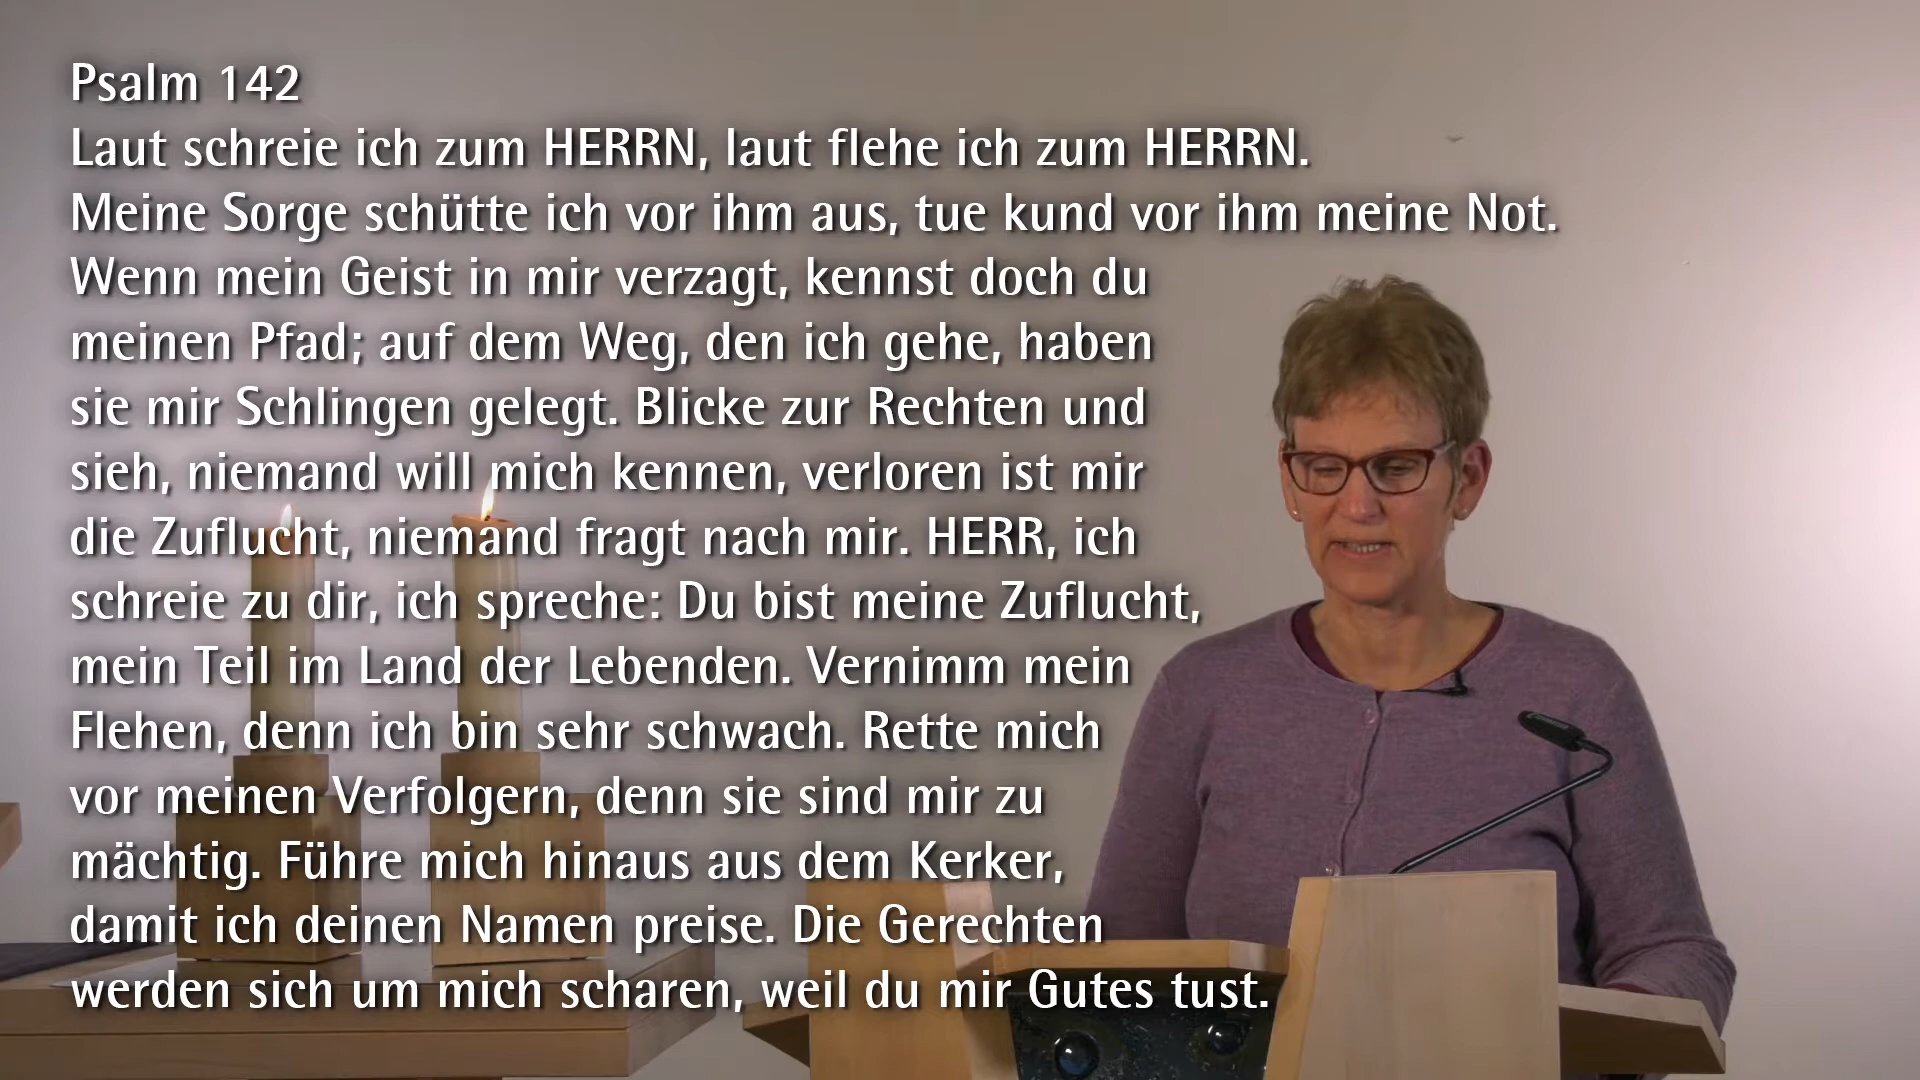 Psalm 142
Laut schreie ich zum HERRN, laut flehe ich zum HERRN.
Meine Sorge schütte ich vor ihm aus, tue kund vor ihm meine Not.
Wenn mein Geist in mir verzagt, kennst doch du
meinen Pfad; auf dem Weg, den ich gehe, haben
sie mir Schlingen gelegt. Blicke zur Rechten und
sieh, niemand will mich kennen, verloren ist mir
die Zuflucht, niemand fragt nach mir. HERR, ich
schreie zu dir, ich spreche: Du bist meine Zuflucht,
mein Teil im Land der Lebenden. Vernimm mein
Flehen, denn ich bin sehr schwach. Rette mich
vor meinen Verfolgern, denn sie sind mir zu
mächtig. Führe mich hinaus aus dem Kerker,
damit ich deinen Namen preise. Die Gerechten
werden sich um mich scharen, weil du mir Gutes tust.